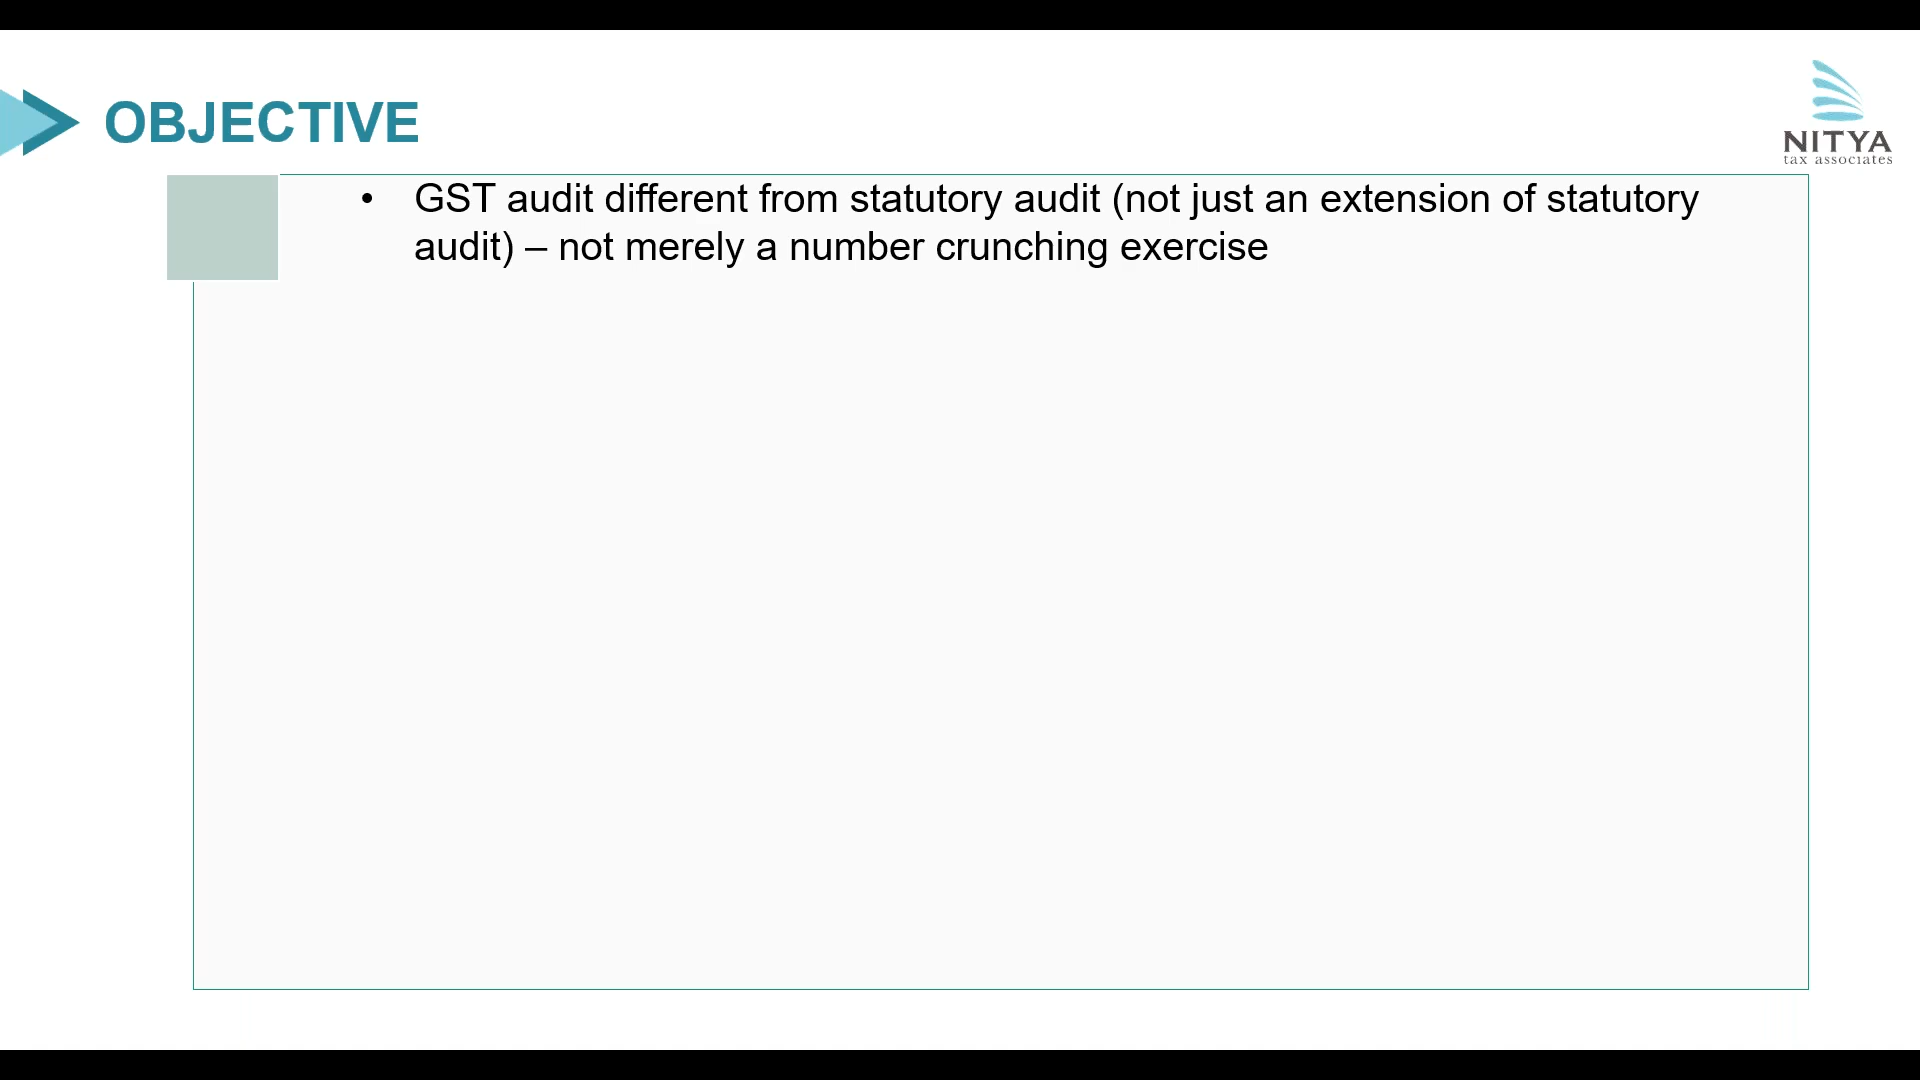 OBJECTIVE
NITYA
tax associates
• GST audit different from statutory audit (not just an extension of statutory
audit) – not merely a number crunching exercise